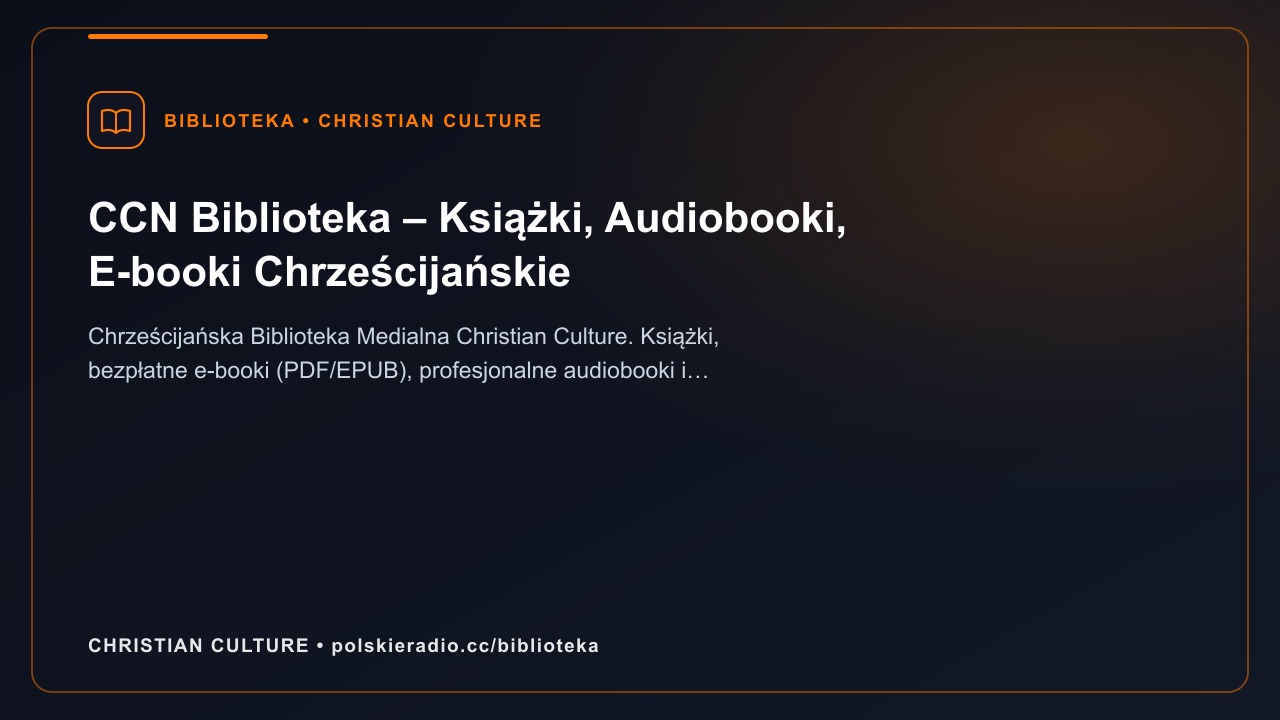 BIBLIOTEKA • CHRISTIAN CULTURE
CCN Biblioteka – Książki, Audiobooki,
E-booki Chrześcijańskie
Chrześcijańska Biblioteka Medialna Christian Culture. Książki,
bezpłatne e-booki (PDF/EPUB), profesjonalne audiobooki i…
CHRISTIAN CULTURE • polskieradio.cc/biblioteka